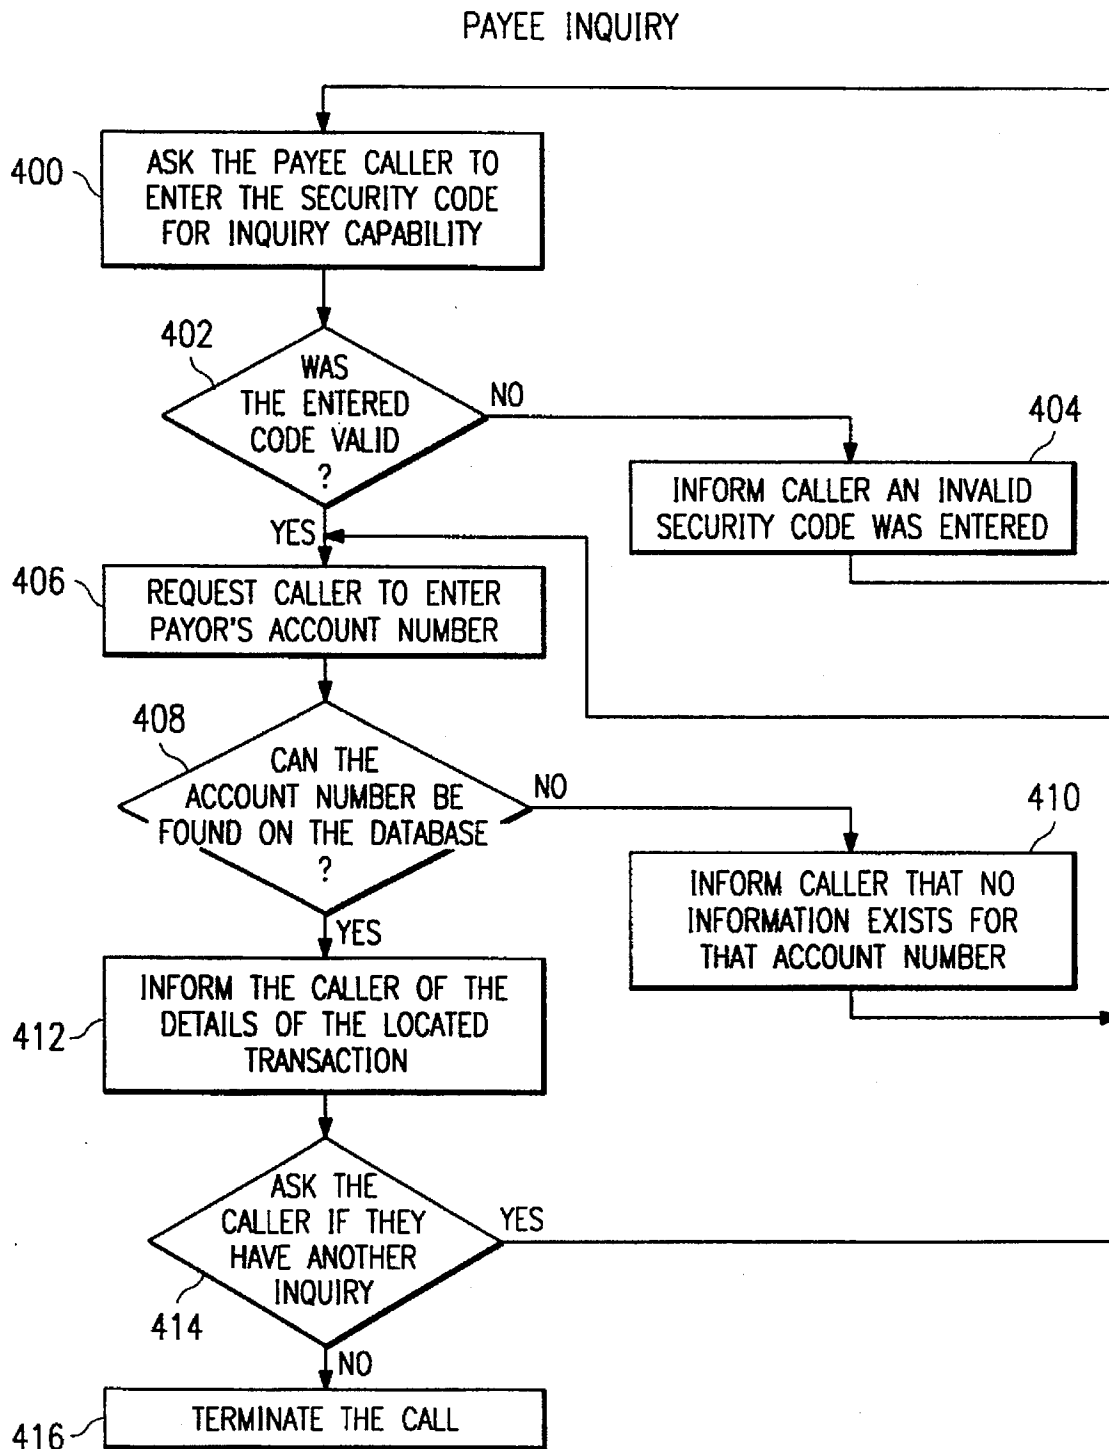 PAYEE INQUIRY
400
ASK THE PAYEE CALLER TO
ENTER THE SECURITY CODE
FOR INQUIRY CAPABILITY
402
WAS
THE ENTERED
CODE VALID
?
NO
YES
404
INFORM CALLER AN INVALID
SECURITY CODE WAS ENTERED
406
REQUEST CALLER TO ENTER
PAYOR'S ACCOUNT NUMBER
408
CAN THE
ACCOUNT NUMBER BE
FOUND ON THE DATABASE
?
NO
YES
410
INFORM CALLER THAT NO
INFORMATION EXISTS FOR
THAT ACCOUNT NUMBER
412
INFORM THE CALLER OF THE
DETAILS OF THE LOCATED
TRANSACTION
ASK THE
CALLER IF THEY
HAVE ANOTHER
INQUIRY
YES
414
NO
416
TERMINATE THE CALL